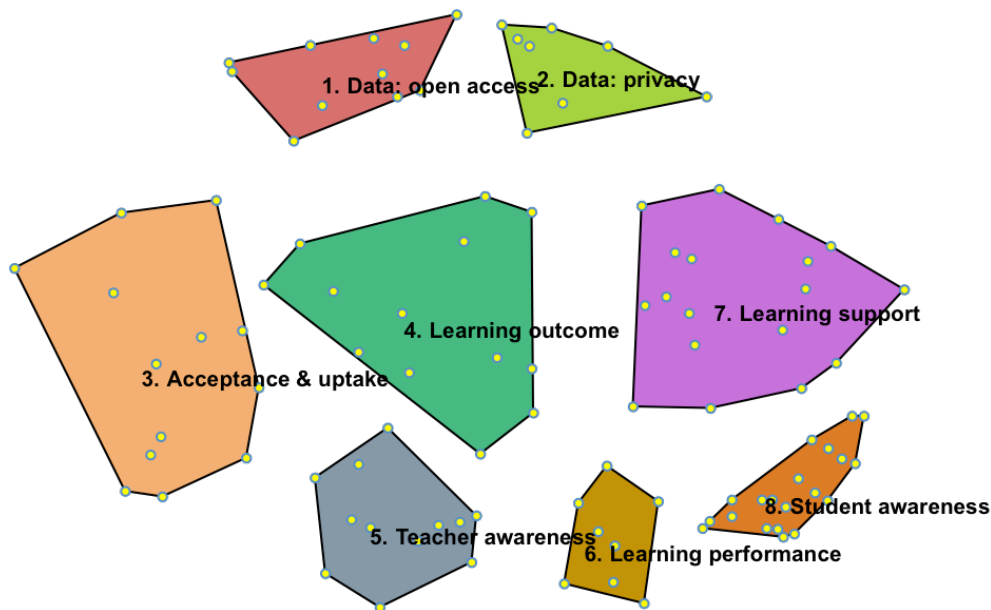 1. Data: open access
2. Data: privacy
3. Acceptance & uptake
4. Learning outcome
7. Learning support
5. Teacher awareness
6. Learning performance
8. Student awareness